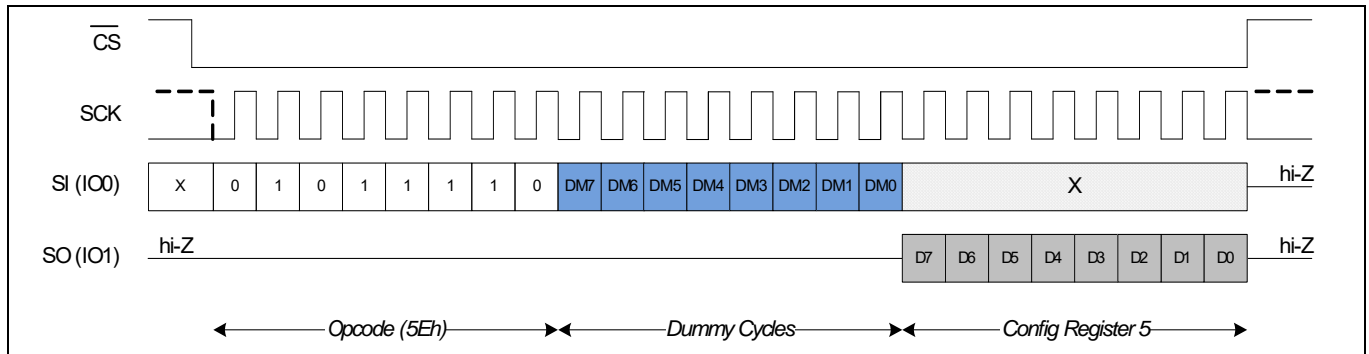 CS
SCK
SI (IO0) X 0 1 0 1 1 1 1 0 DM7 DM6 DM5 DM4 DM3 DM2 DM1 DM0 X hi-Z
SO (IO1) hi-Z D7 D6 D5 D4 D3 D2 D1 D0 hi-Z
Opcode (5Eh) Dummy Cycles Config Register 5